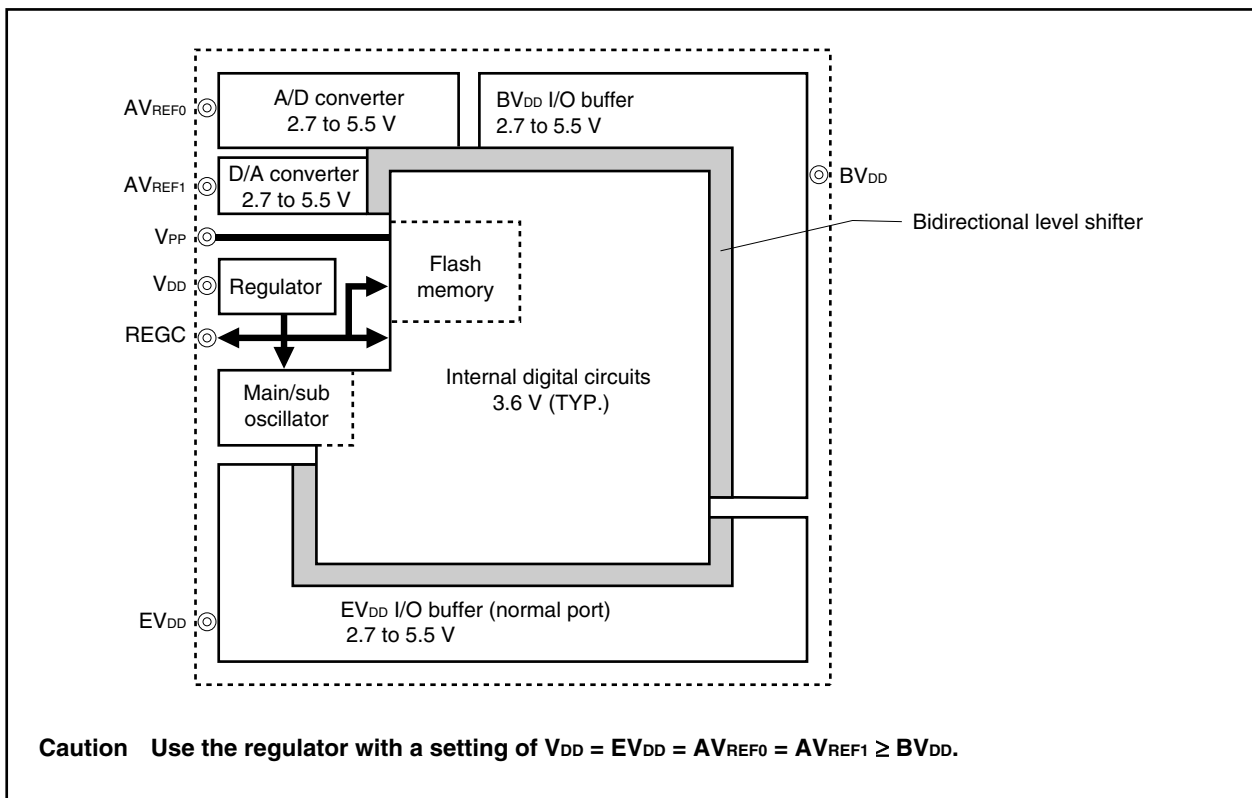 AVREF0
A/D converter
2.7 to 5.5 V
BVDD I/O buffer
2.7 to 5.5 V
AVREF1
D/A converter
2.7 to 5.5 V
BVDD
Bidirectional level shifter
VPP
Flash
memory
VDD
Regulator
REGC
Internal digital circuits
3.6 V (TYP.)
Main/sub
oscillator
EVDD
EVDD I/O buffer (normal port)
2.7 to 5.5 V
Caution Use the regulator with a setting of VDD = EVDD = AVREF0 = AVREF1 ≥ BVDD.